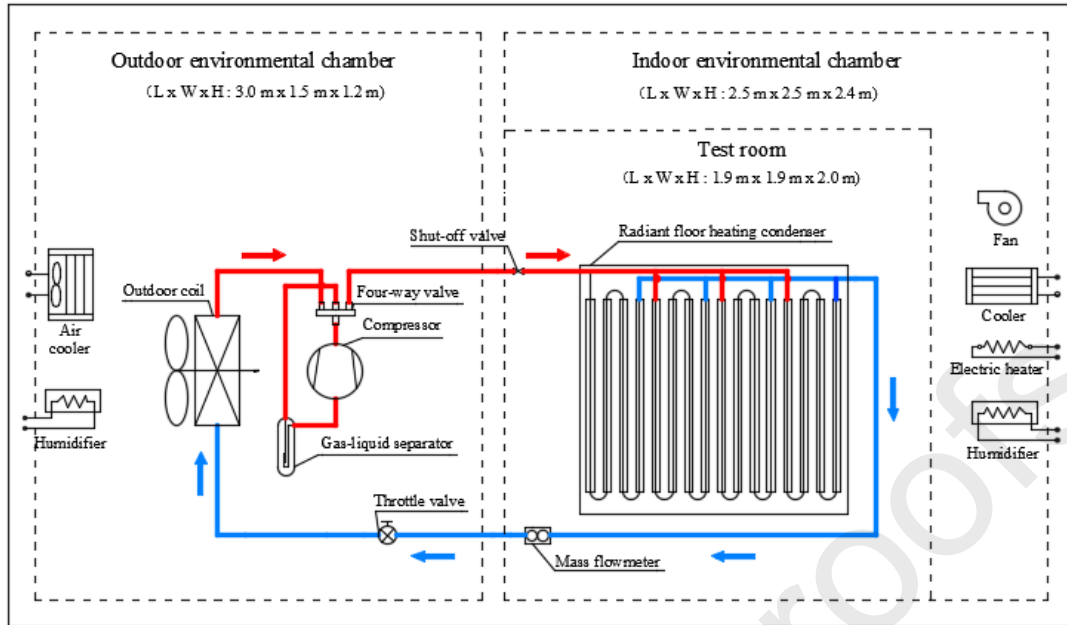 Outdoor environmental chamber
(L x W x H : 3.0 m x 1.5 m x 1.2 m)
Indoor environmental chamber
(L x W x H : 2.5 m x 2.5 m x 2.4 m)
Test room
(L x W x H : 1.9 m x 1.9 m x 2.0 m)
Shut-off valve
Radiant floor heating condenser
Fan
Outdoor coil
Four-way valve
Air
cooler
Compressor
Cooler
Electric heater
Humidifier
Gas-liquid separator
Humidifier
Throttle valve
Mass flowmeter
roofs